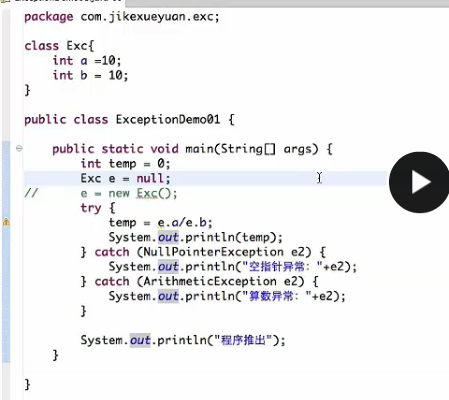 package com.jikexueyuan.exc;
class Exc{
int a =10;
int b = 10;
}
public class ExceptionDemo01 {
public static void main(String[] args) {
int temp = 0;
Exc e = null;
// e = new Exc();
try {
temp = e.a/e.b;
System.out.println(temp);
} catch (NullPointerException e2) {
System.out.println("空指针异常："+e2);
} catch (ArithmeticException e2) {
System.out.println("算数异常："+e2);
}
System.out.println("程序推出");
}
}